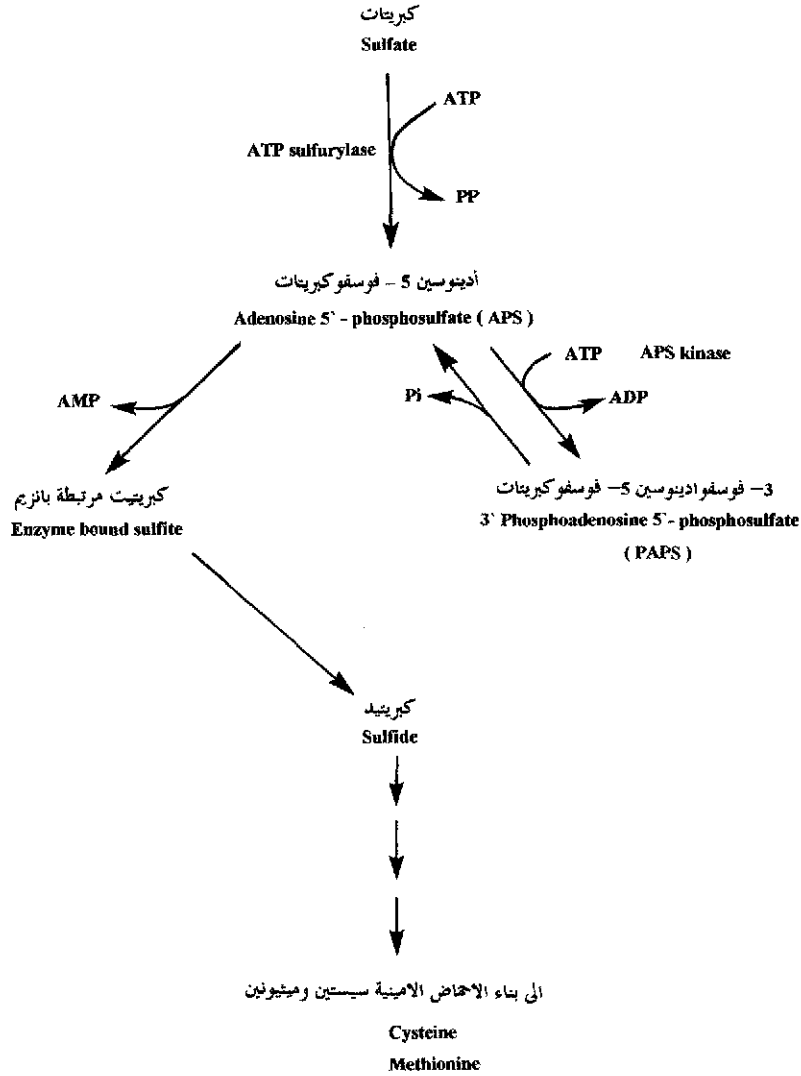 كبريتات
Sulfate
ATP
ATP sulfurylase
PP
أدينوسين 5 – فوسفوكبريتات
Adenosine 5` - phosphosulfate ( APS )
ATP APS kinase
AMP
Pi
ADP
كبريتيت مرتبطة بانزيم
Enzyme bound sulfite
3– فوسفوادينوسين 5– فوسفوكبريتات
3` Phosphoadenosine 5`- phosphosulfate
( PAPS )
كبريتيد
Sulfide
الى بناء الاحماض الامينية سيستين وميثيونين
Cysteine
Methionine